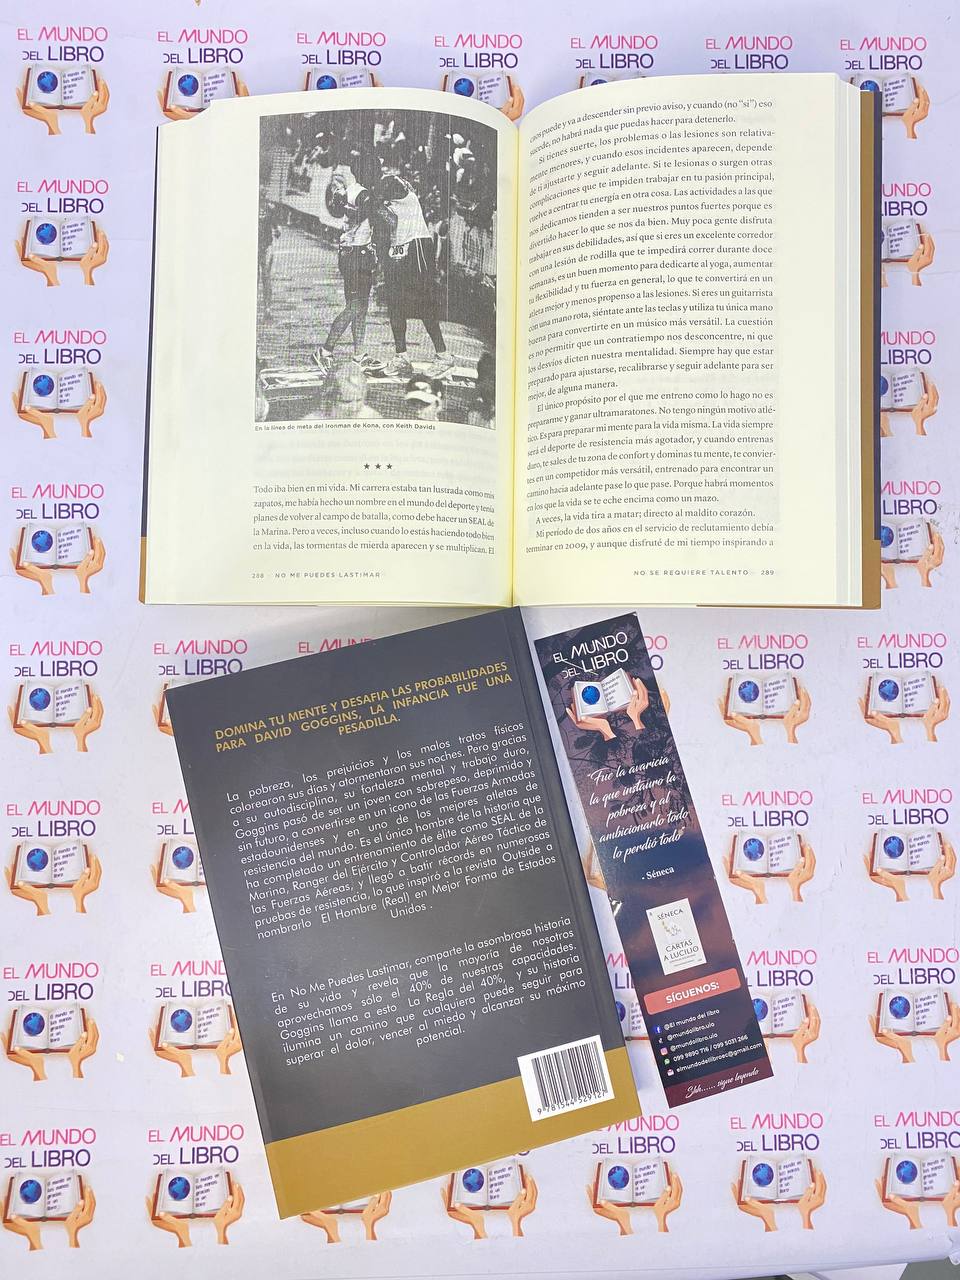 EL MUNDO
DEL LIBRO
En la línea de meta del Ironman de Kona, con Keith Davids
★ ★ ★
Todo iba bien en mi vida. Mi carrera estaba tan lustrada como mis
zapatos, me había hecho un nombre en el mundo del deporte y tenía
planes de volver al campo de batalla, como debe hacer un SEAL de
la Marina. Pero a veces, incluso cuando lo estás haciendo todo bien
en la vida, las tormentas de mierda aparecen y se multiplican. El
288 NO ME PUEDES LASTIMAR
caos puede y va a descender sin previo aviso, y cuando (no "si") eso
sucede, no habrá nada que puedas hacer para detenerlo.
Si tienes suerte, los problemas o las lesiones son relativa-
mente menores, y cuando esos incidentes aparecen, depende
de ti ajustarte y seguir adelante. Si te lesionas o surgen otras
complicaciones que te impiden trabajar en tu pasión principal,
vuelve a centrar tu energía en otra cosa. Las actividades a las que
nos dedicamos tienden a ser nuestros puntos fuertes porque es
divertido hacer lo que se nos da bien. Muy poca gente disfruta
trabajar en sus debilidades, así que si eres un excelente corredor
con una lesión de rodilla que te impedirá correr durante doce
semanas, es un buen momento para dedicarte al yoga, aumentar
tu flexibilidad y tu fuerza en general, lo que te convertirá en un
atleta mejor y menos propenso a las lesiones. Si eres un guitarrista
con una mano rota, siéntate ante las teclas y utiliza tu única mano
buena para convertirte en un músico más versátil. La cuestión
es no permitir que un contratiempo nos desconcentre, ni que
los desvíos dicten nuestra mentalidad. Siempre hay que estar
preparado para ajustarse, recalibrarse y seguir adelante para ser
mejor, de alguna manera.
El único propósito por el que me entreno como lo hago no es
prepararme y ganar ultramaratones. No tengo ningún motivo atlé-
tico. Es para preparar mi mente para la vida misma. La vida siempre
será el deporte de resistencia más agotador, y cuando entrenas
duro, te sales de tu zona de confort y dominas tu mente, te convier-
tes en un competidor más versátil, entrenado para encontrar un
camino hacia adelante pase lo que pase. Porque habrá momentos
en los que la vida se te eche encima como un mazo.
A veces, la vida tira a matar; directo al maldito corazón.
Mi periodo de dos años en el servicio de reclutamiento debía
terminar en 2009, y aunque disfruté de mi tiempo inspirando a
NO SE REQUIERE TALENTO 289
DOMINA TU MENTE Y DESAFIA LAS PROBABILIDADES
PARA DAVID GOGGINS, LA INFANCIA FUE UNA
PESADILLA.
La pobreza, los prejuicios y los malos tratos físicos
colorearon sus días y atormentaron sus noches. Pero gracias
a su autodisciplina, su fortaleza mental y trabajo duro,
Goggins pasó de ser un joven con sobrepeso, deprimido y
sin futuro, a convertirse en un ícono de las Fuerzas Armadas
estadounidenses y en uno de los mejores atletas de
resistencia del mundo. Es el único hombre de la historia que
ha completado un entrenamiento de élite como SEAL de la
Marina, Ranger del Ejército y Controlador Aéreo Táctico de
las Fuerzas Aéreas, y llegó a batir récords en numerosas
pruebas de resistencia, lo que inspiró a la revista Outside a
nombrarlo El Hombre (Real) en Mejor Forma de Estados
Unidos .
En No Me Puedes Lastimar, comparte la asombrosa historia
de su vida y revela que la mayoría de nosotros
aprovechamos sólo el 40% de nuestras capacidades.
Goggins llama a esto La Regla del 40%, y su historia
ilumina un camino que cualquiera puede seguir para
superar el dolor, vencer al miedo y alcanzar su máximo
potencial.
9 781544 529127
EL MUNDO
DEL LIBRO
"Fue la avaricia
la que instauro la
pobreza y al
ambicionarlo todo
lo perdió todo"
- Séneca
SÉNECA
CARTAS
A LUCILIO
SÍGUENOS:
@El mundo del libro
@mundolibro.uio
@mundolibro.uio
099 9890 716 / 099 5031 266
elmundodellibroec@gmail.com
Shh...... sigue leyendo